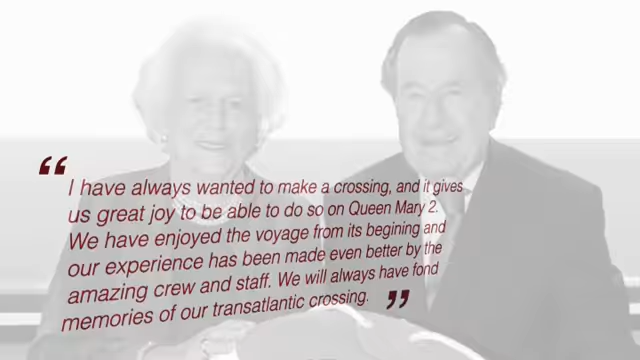 “
I have always wanted to make a crossing, and it gives
us great joy to be able to do so on Queen Mary 2.
We have enjoyed the voyage from its begining and
our experience has been made even better by the
amazing crew and staff. We will always have fond
memories of our transatlantic crossing. ”